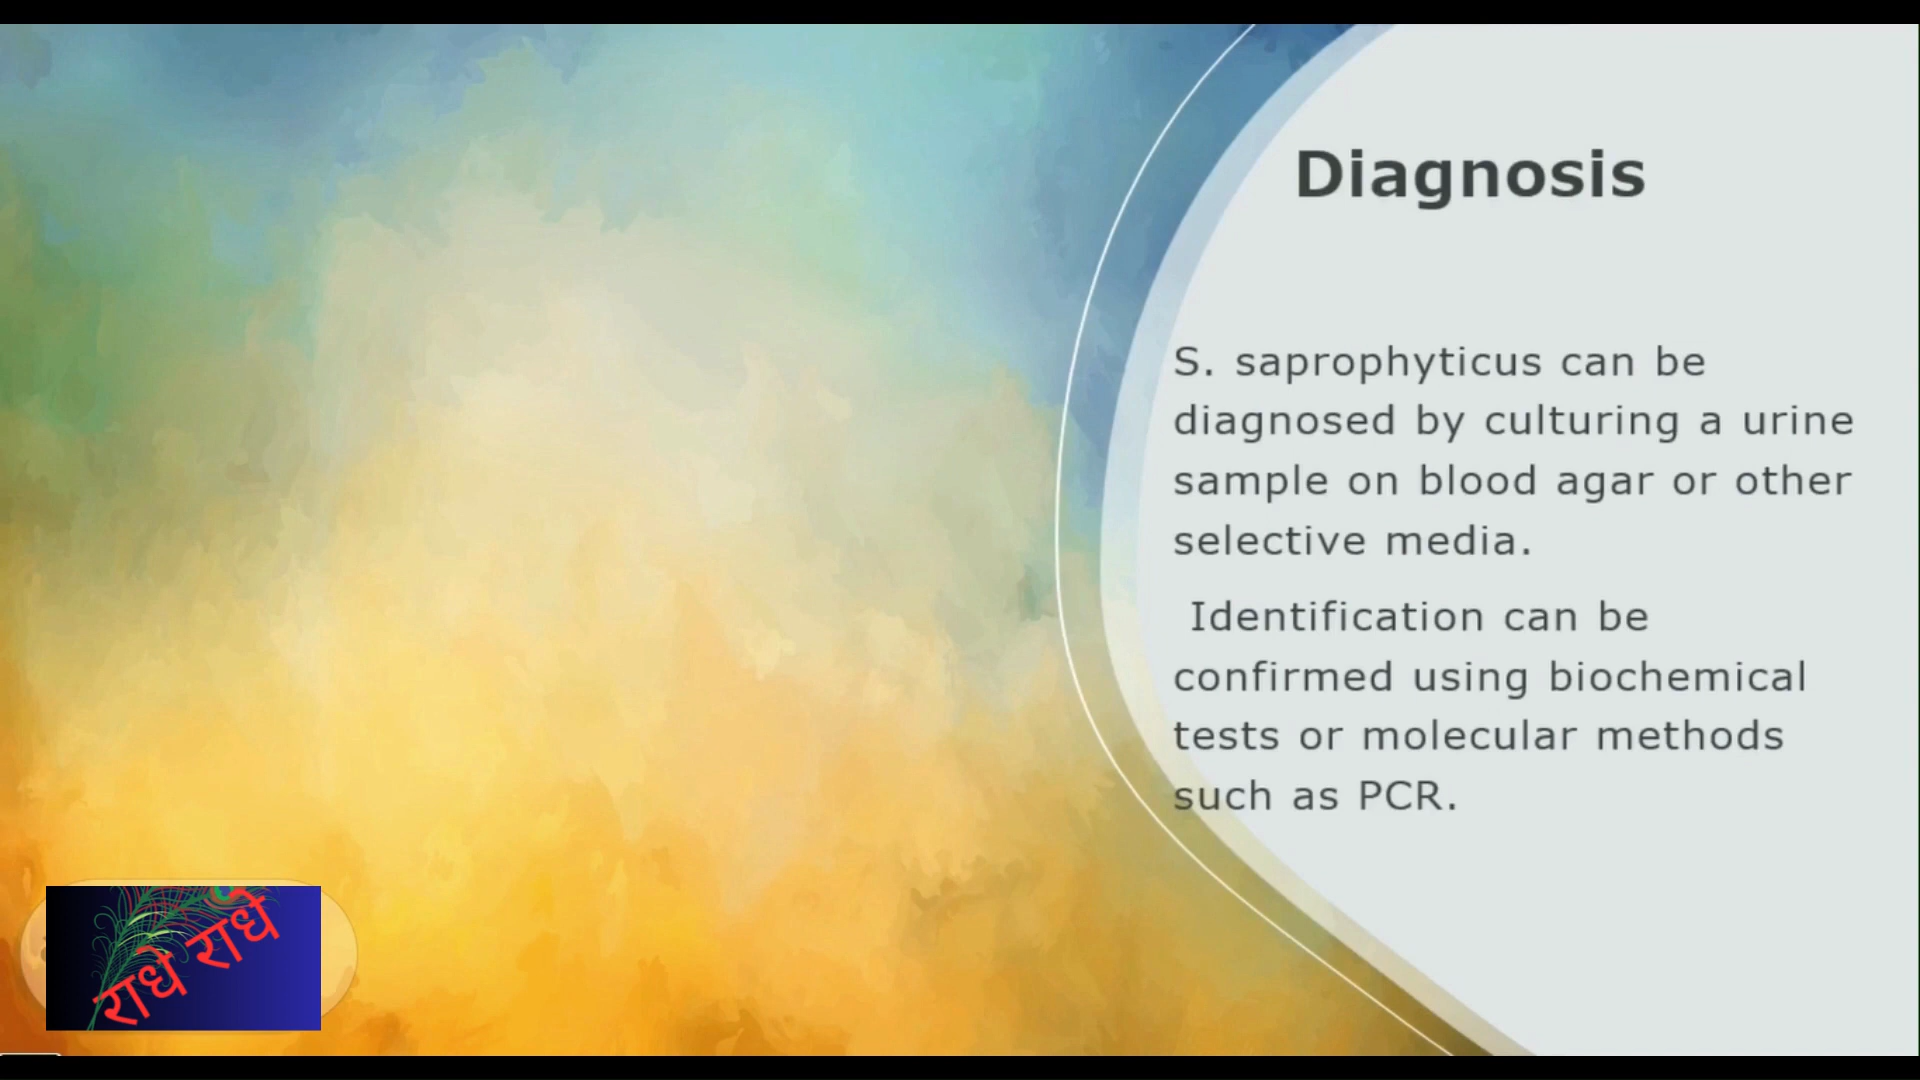 Diagnosis
S. saprophyticus can be
diagnosed by culturing a urine
sample on blood agar or other
selective media.
Identification can be
confirmed using biochemical
tests or molecular methods
such as PCR.
राधे राधे